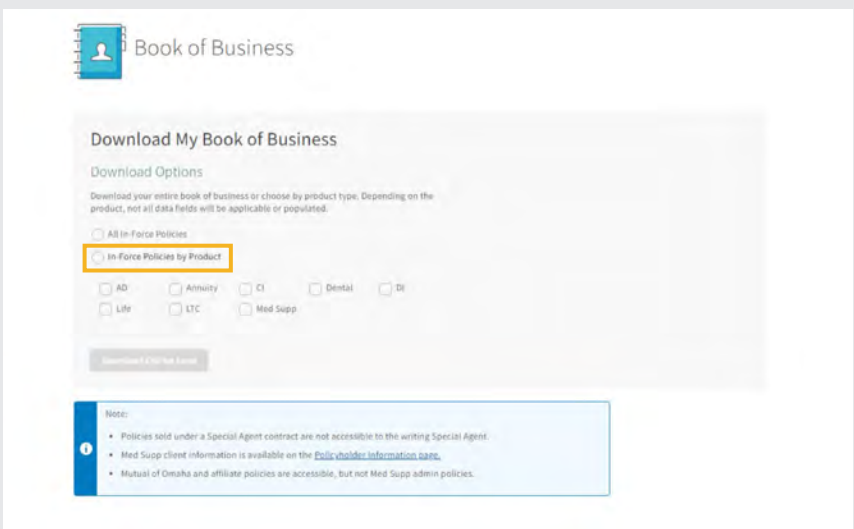 Book of Business
Download My Book of Business
Download Options
Download your entire book of business or choose by product type. Depending on the
product, not all data fields will be applicable or populated.
All In-Force Policies
In-Force Policies by Product
AD Annuity CI Dental DI
Life LTC Med Supp
Note:
• Policies sold under a Special Agent contract are not accessible to the writing Special Agent.
• Med Supp client information is available on the Policyholder Information page.
• Mutual of Omaha and affiliate policies are accessible, but not Med Supp admin policies.